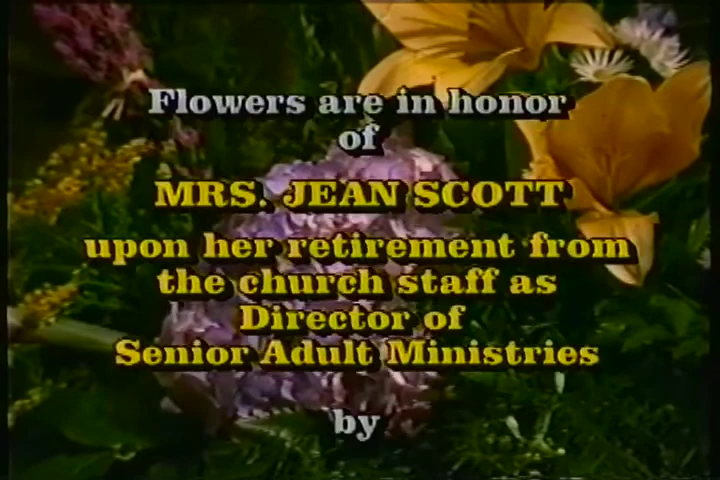 Flowers are in honor
of
MRS. JEAN SCOTT
upon her retirement from
the church staff as
Director of
Senior Adult Ministries
by